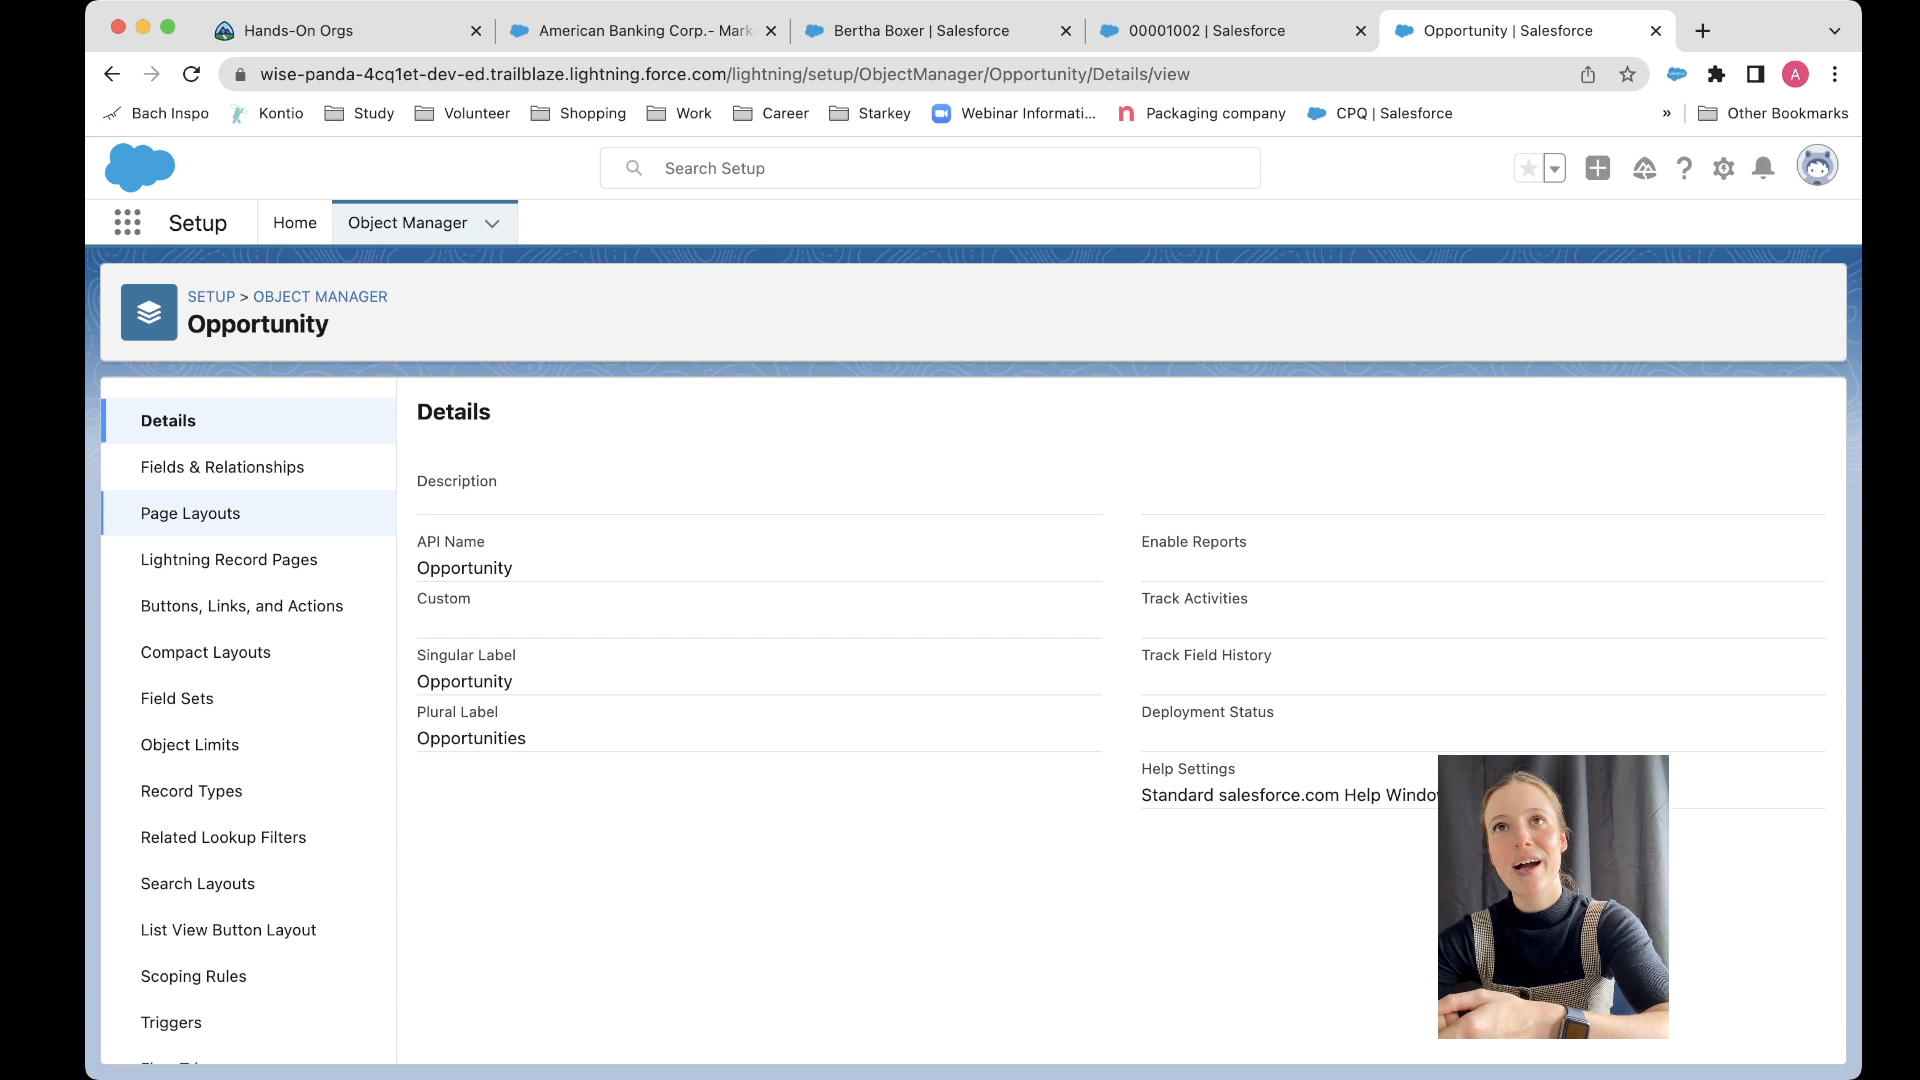 Hands-On Orgs
American Banking Corp.- Mark
Bertha Boxer | Salesforce
00001002 | Salesforce
Opportunity | Salesforce
wise-panda-4cq1et-dev-ed.trailblaze.lightning.force.com/lightning/setup/ObjectManager/Opportunity/Details/view
A
Bach Inspo
Kontio
Study
Volunteer
Shopping
Work
Career
Starkey
Webinar Informati...
Packaging company
CPQ | Salesforce
»
Other Bookmarks
Search Setup
Setup
Home
Object Manager
SETUP > OBJECT MANAGER
Opportunity
Details
Fields & Relationships
Page Layouts
Lightning Record Pages
Buttons, Links, and Actions
Compact Layouts
Field Sets
Object Limits
Record Types
Related Lookup Filters
Search Layouts
List View Button Layout
Scoping Rules
Triggers
Details
Description
API Name
Opportunity
Custom
Singular Label
Opportunity
Plural Label
Opportunities
Enable Reports
Track Activities
Track Field History
Deployment Status
Help Settings
Standard salesforce.com Help Windo